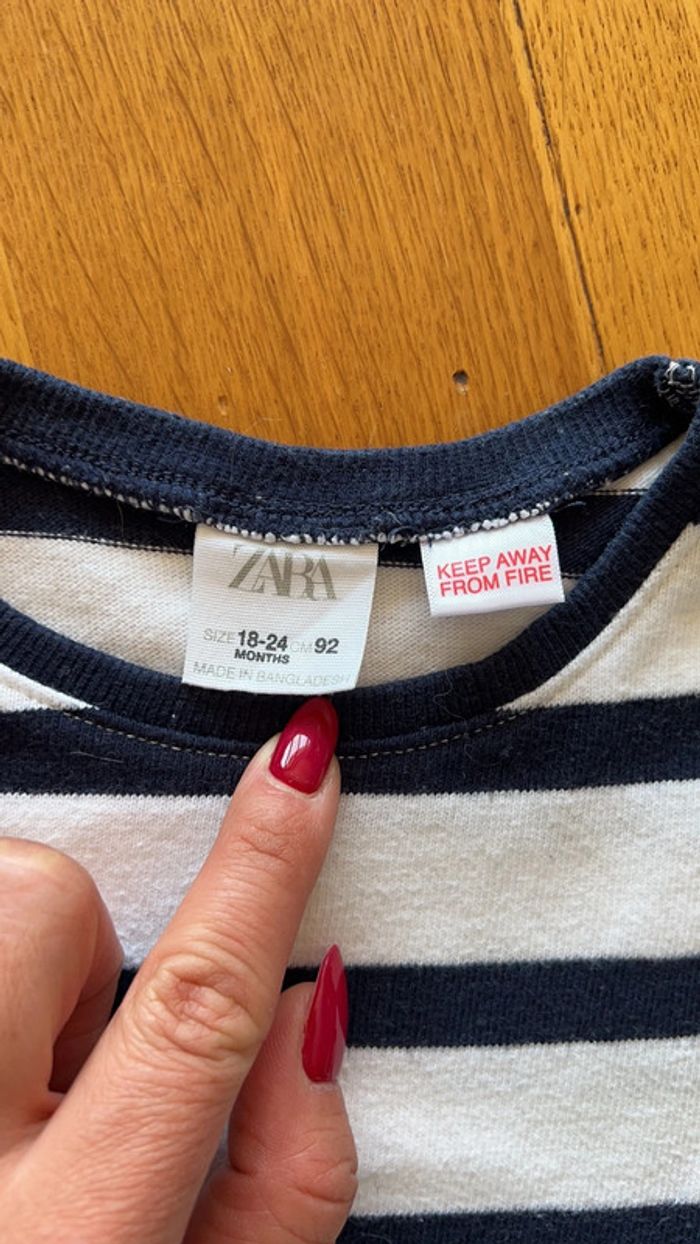 ZARA
SIZE 18-24 CM 92
MONTHS
MADE IN BANGLADESH
KEEP AWAY
FROM FIRE